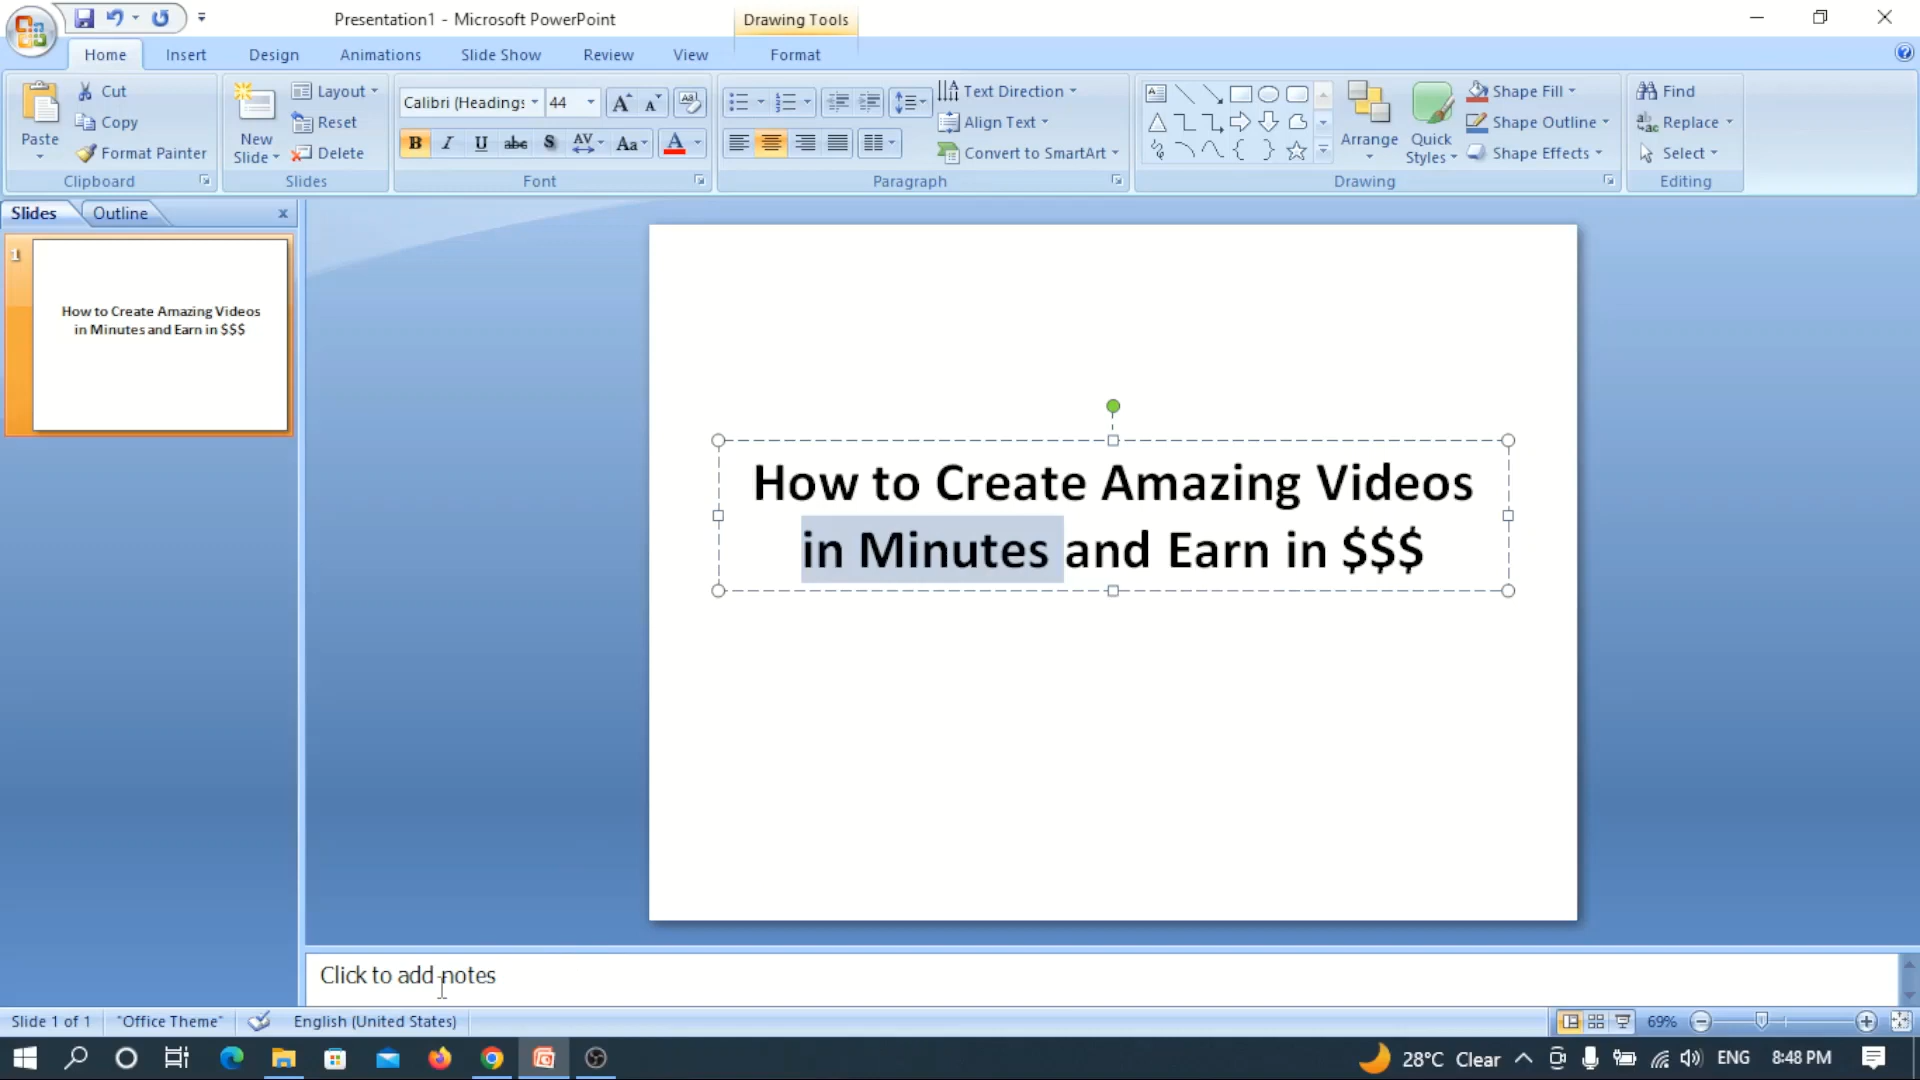 Presentation1 - Microsoft PowerPoint
Drawing Tools
Home Insert Design Animations Slide Show Review View Format
Paste
Cut
Copy
Format Painter
Clipboard
New Slide
Layout
Reset
Delete
Slides
Calibri (Headings 44
B I U abc S AV Aa A
Font
Text Direction
Align Text
Convert to SmartArt
Paragraph
Arrange
Quick Styles
Shape Fill
Shape Outline
Shape Effects
Drawing
Find
Replace
Select
Editing
Slides Outline x
1
How to Create Amazing Videos
in Minutes and Earn in $$$
How to Create Amazing Videos
in Minutes and Earn in $$$
Click to add notes
Slide 1 of 1 "Office Theme" English (United States) 69%
28°C Clear ENG 8:48 PM